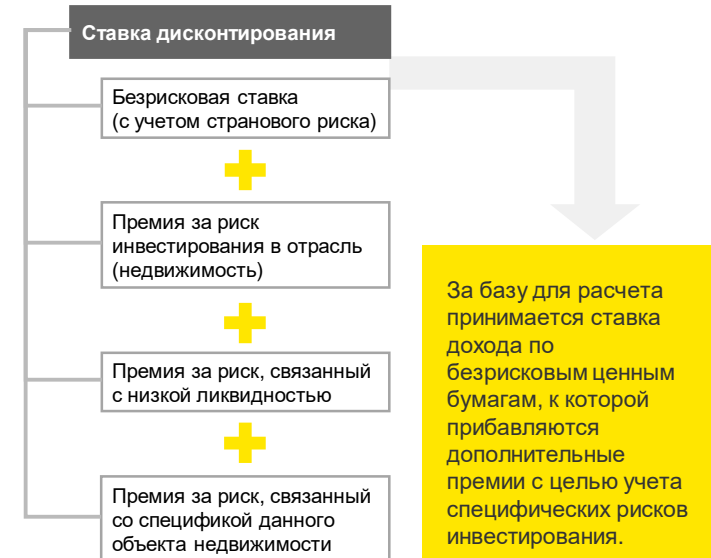 Ставка дисконтирования
Безрисковая ставка
(с учетом странового риска)
Премия за риск
инвестирования в отрасль
(недвижимость)
Премия за риск, связанный
с низкой ликвидностью
Премия за риск, связанный
со спецификой данного
объекта недвижимости
За базу для расчета
принимается ставка
дохода по
безрисковым ценным
бумагам, к которой
прибавляются
дополнительные
премии с целью учета
специфических рисков
инвестирования.